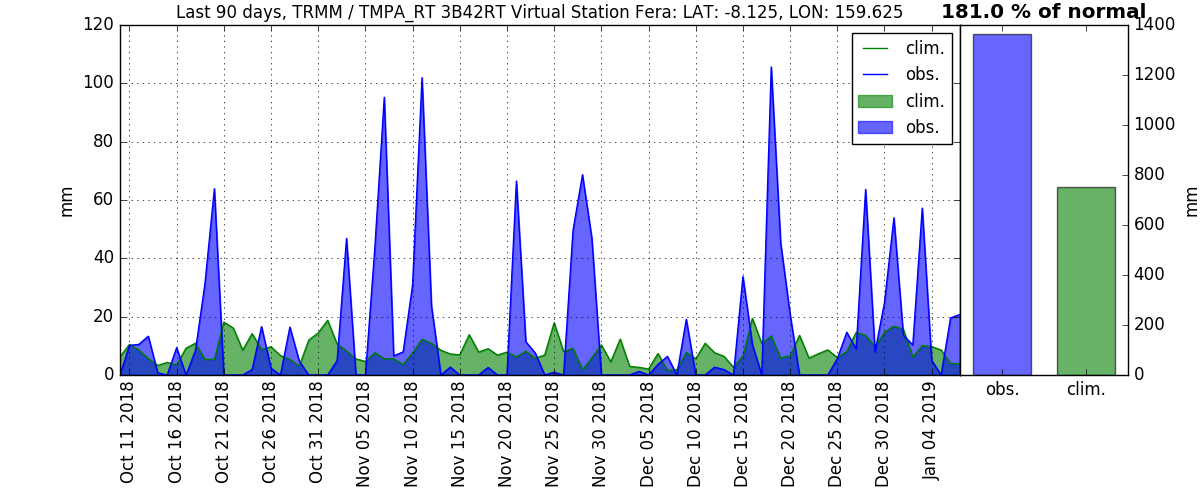 Last 90 days, TRMM / TMPA_RT 3B42RT Virtual Station Fera: LAT: -8.125, LON: 159.625
181.0 % of normal
120
100
80
60
40
20
0
mm
clim.
obs.
clim.
obs.
1400
1200
1000
800
600
400
200
0
mm
obs.
clim.
Oct 11 2018
Oct 16 2018
Oct 21 2018
Oct 26 2018
Oct 31 2018
Nov 05 2018
Nov 10 2018
Nov 15 2018
Nov 20 2018
Nov 25 2018
Nov 30 2018
Dec 05 2018
Dec 10 2018
Dec 15 2018
Dec 20 2018
Dec 25 2018
Dec 30 2018
Jan 04 2019